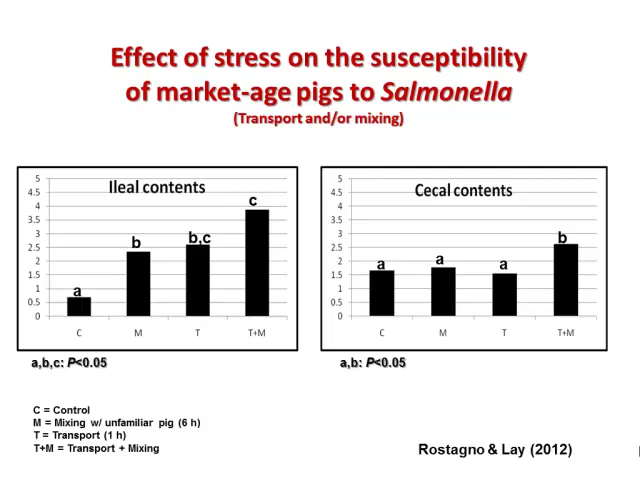 Effect of stress on the susceptibility
of market-age pigs to Salmonella
(Transport and/or mixing)
Ileal contents
5
4.5
4
3.5
3
2.5
2
1.5
1
0.5
0
a
b
b,c
c
C M T T+M
a,b,c: P<0.05
Cecal contents
5
4.5
4
3.5
3
2.5
2
1.5
1
0.5
0
a
a
a
b
C M T T+M
a,b: P<0.05
C = Control
M = Mixing w/ unfamiliar pig (6 h)
T = Transport (1 h)
T+M = Transport + Mixing
Rostagno & Lay (2012)